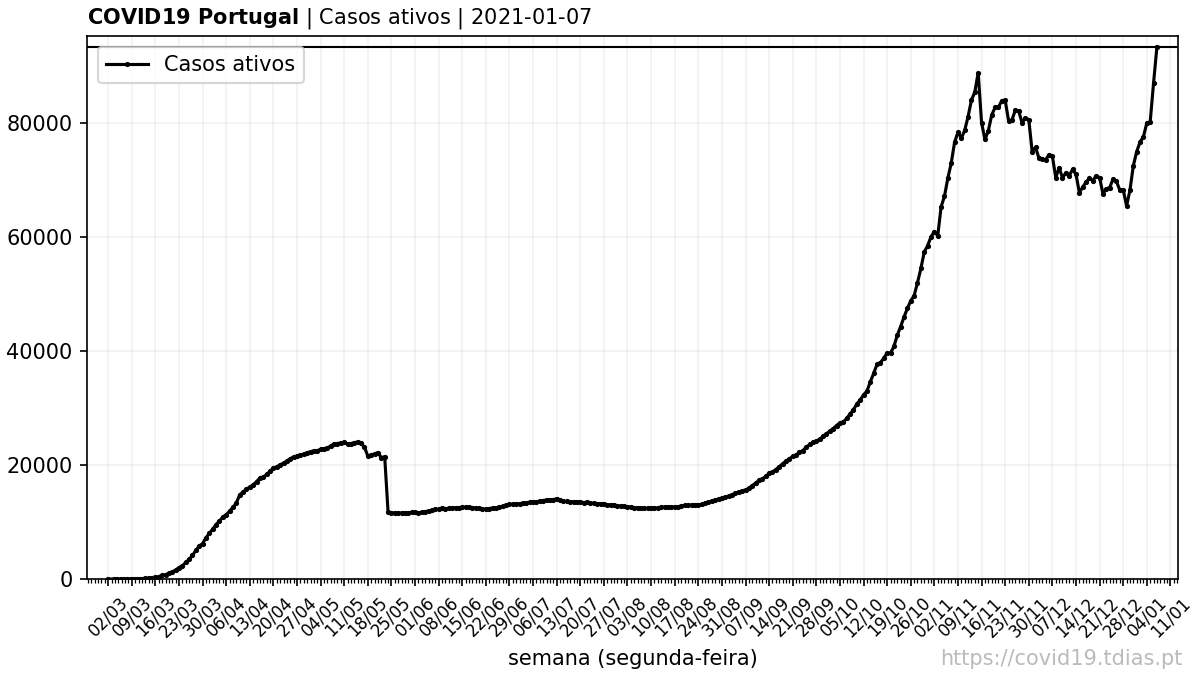 COVID19 Portugal | Casos ativos | 2021-01-07
Casos ativos
80000
60000
40000
20000
0
02/03 09/03 16/03 23/03 30/03 06/04 13/04 20/04 27/04 04/05 11/05 18/05 25/05 01/06 08/06 15/06 22/06 29/06 06/07 13/07 20/07 27/07 03/08 10/08 17/08 24/08 31/08 07/09 14/09 21/09 28/09 05/10 12/10 19/10 26/10 02/11 09/11 16/11 23/11 30/11 07/12 14/12 21/12 28/12 04/01 11/01
semana (segunda-feira)
https://covid19.tdias.pt